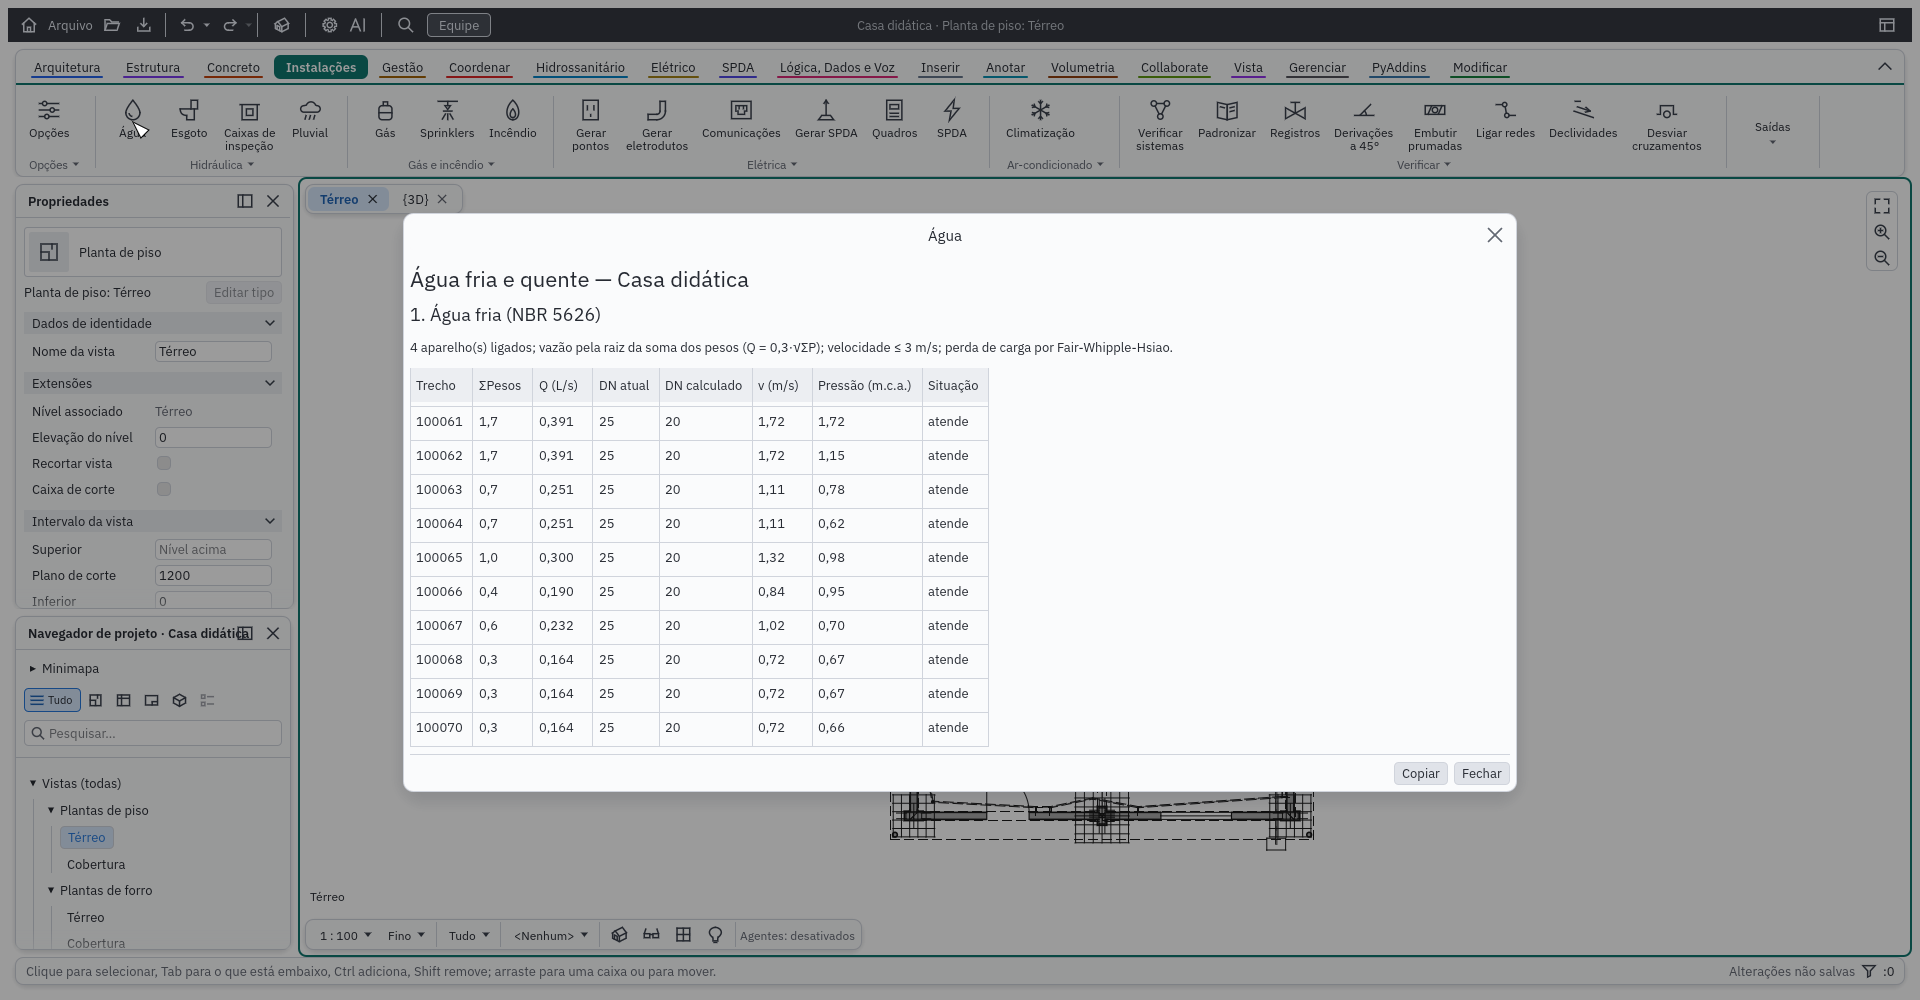 Arquivo
Equipe
Casa didática · Planta de piso: Térreo
Arquitetura Estrutura Concreto Instalações Gestão Coordenar Hidrossanitário Elétrico SPDA Lógica, Dados e Voz Inserir Anotar Volumetria Collaborate Vista Gerenciar PyAddins Modificar
Opções Esgoto Caixas de inspeção Pluvial Gás Sprinklers Incêndio Gerar pontos Gerar eletrodutos Comunicações Gerar SPDA Quadros SPDA Climatização Verificar sistemas Padronizar Registros Derivações a 45° Embutir prumadas Ligar redes Declividades Desviar cruzamentos Saídas
Opções Hidráulica Gás e incêndio Elétrica Ar-condicionado Verificar
Propriedades
Planta de piso
Planta de piso: Térreo Editar tipo
Dados de identidade
Nome da vista Térreo
Extensões
Nível associado Térreo
Elevação do nível 0
Recortar vista
Caixa de corte
Intervalo da vista
Superior Nível acima
Plano de corte 1200
Inferior 0
Navegador de projeto · Casa didática
Minimapa
Tudo
Pesquisar...
Vistas (todas)
Plantas de piso
Térreo
Cobertura
Plantas de forro
Térreo
Cobertura
Térreo {3D}
Água
Água fria e quente — Casa didática
1. Água fria (NBR 5626)
4 aparelho(s) ligados; vazão pela raiz da soma dos pesos (Q = 0,3·√ΣP); velocidade ≤ 3 m/s; perda de carga por Fair-Whipple-Hsiao.
Trecho ΣPesos Q (L/s) DN atual DN calculado v (m/s) Pressão (m.c.a.) Situação
100061 1,7 0,391 25 20 1,72 1,72 atende
100062 1,7 0,391 25 20 1,72 1,15 atende
100063 0,7 0,251 25 20 1,11 0,78 atende
100064 0,7 0,251 25 20 1,11 0,62 atende
100065 1,0 0,300 25 20 1,32 0,98 atende
100066 0,4 0,190 25 20 0,84 0,95 atende
100067 0,6 0,232 25 20 1,02 0,70 atende
100068 0,3 0,164 25 20 0,72 0,67 atende
100069 0,3 0,164 25 20 0,72 0,67 atende
100070 0,3 0,164 25 20 0,72 0,66 atende
Copiar Fechar
Térreo
1 : 100 Fino Tudo <Nenhum> Agentes: desativados
Clique para selecionar, Tab para o que está embaixo, Ctrl adiciona, Shift remove; arraste para uma caixa ou para mover.
Alterações não salvas :0